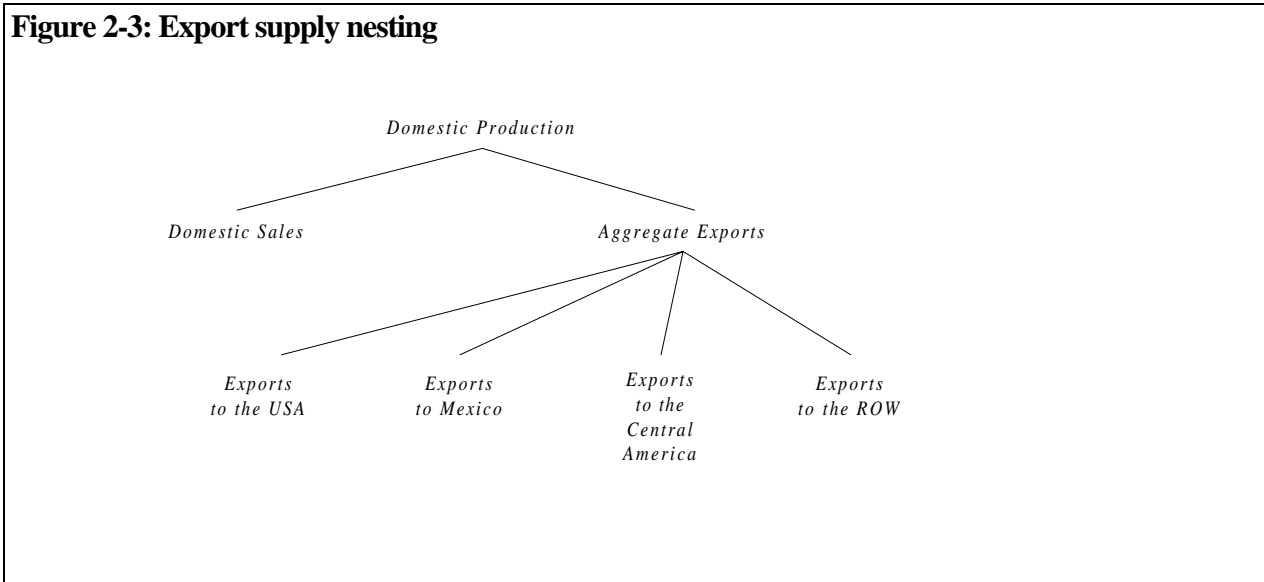 Figure 2-3: Export supply nesting
Domestic Production
Domestic Sales
Aggregate Exports
Exports
to the USA
Exports
to Mexico
Exports
to the
Central
America
Exports
to the ROW